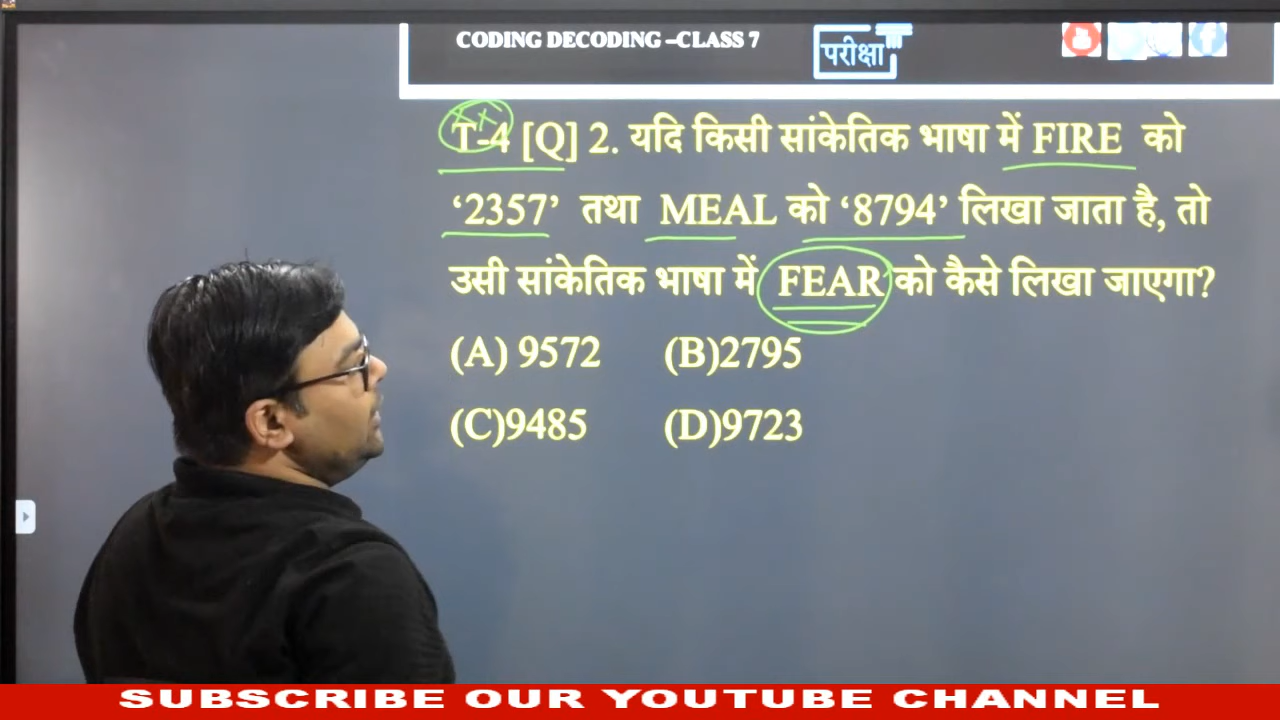 CODING DECODING –CLASS 7
परीक्षा
T-4 [Q] 2. यदि किसी सांकेतिक भाषा में FIRE को
‘2357’ तथा MEAL को ‘8794’ लिखा जाता है, तो
उसी सांकेतिक भाषा में FEAR को कैसे लिखा जाएगा?
(A) 9572 (B)2795
(C)9485 (D)9723
SUBSCRIBE OUR YOUTUBE CHANNEL